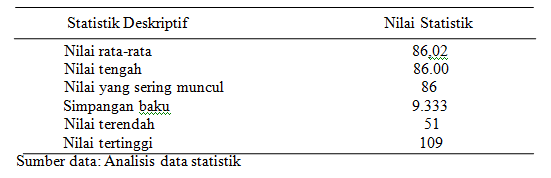 Statistik Deskriptif Nilai Statistik
Nilai rata-rata 86,02
Nilai tengah 86.00
Nilai yang sering muncul 86
Simpangan baku 9.333
Nilai terendah 51
Nilai tertinggi 109
Sumber data: Analisis data statistik